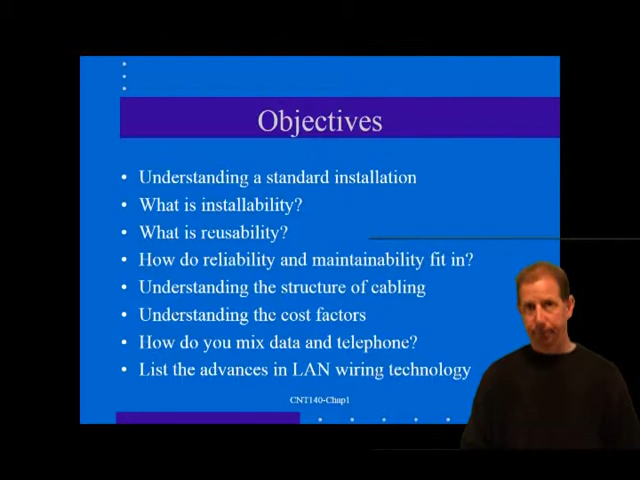 Objectives
• Understanding a standard installation
• What is installability?
• What is reusability?
• How do reliability and maintainability fit in?
• Understanding the structure of cabling
• Understanding the cost factors
• How do you mix data and telephone?
• List the advances in LAN wiring technology
CNT140-Chap1